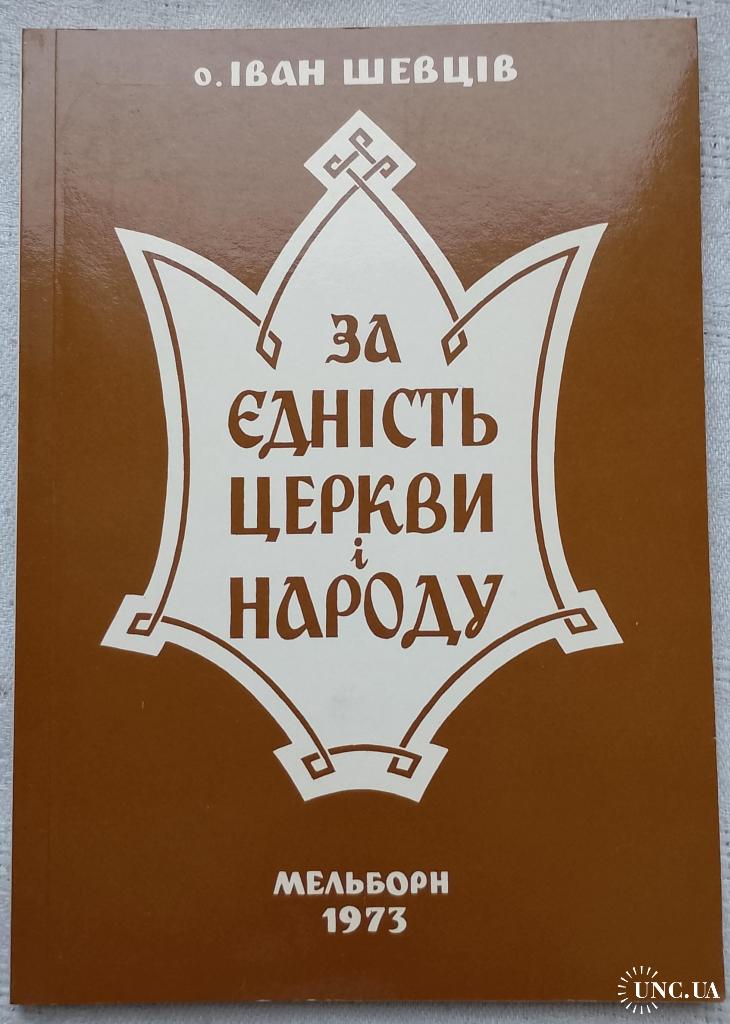 о. ІВАН ШЕВЦІВ
ЗА
ЄДНІСТЬ
ЦЕРКВИ
і
НАРОДУ
МЕЛЬБОРН
1973
UNC.UA